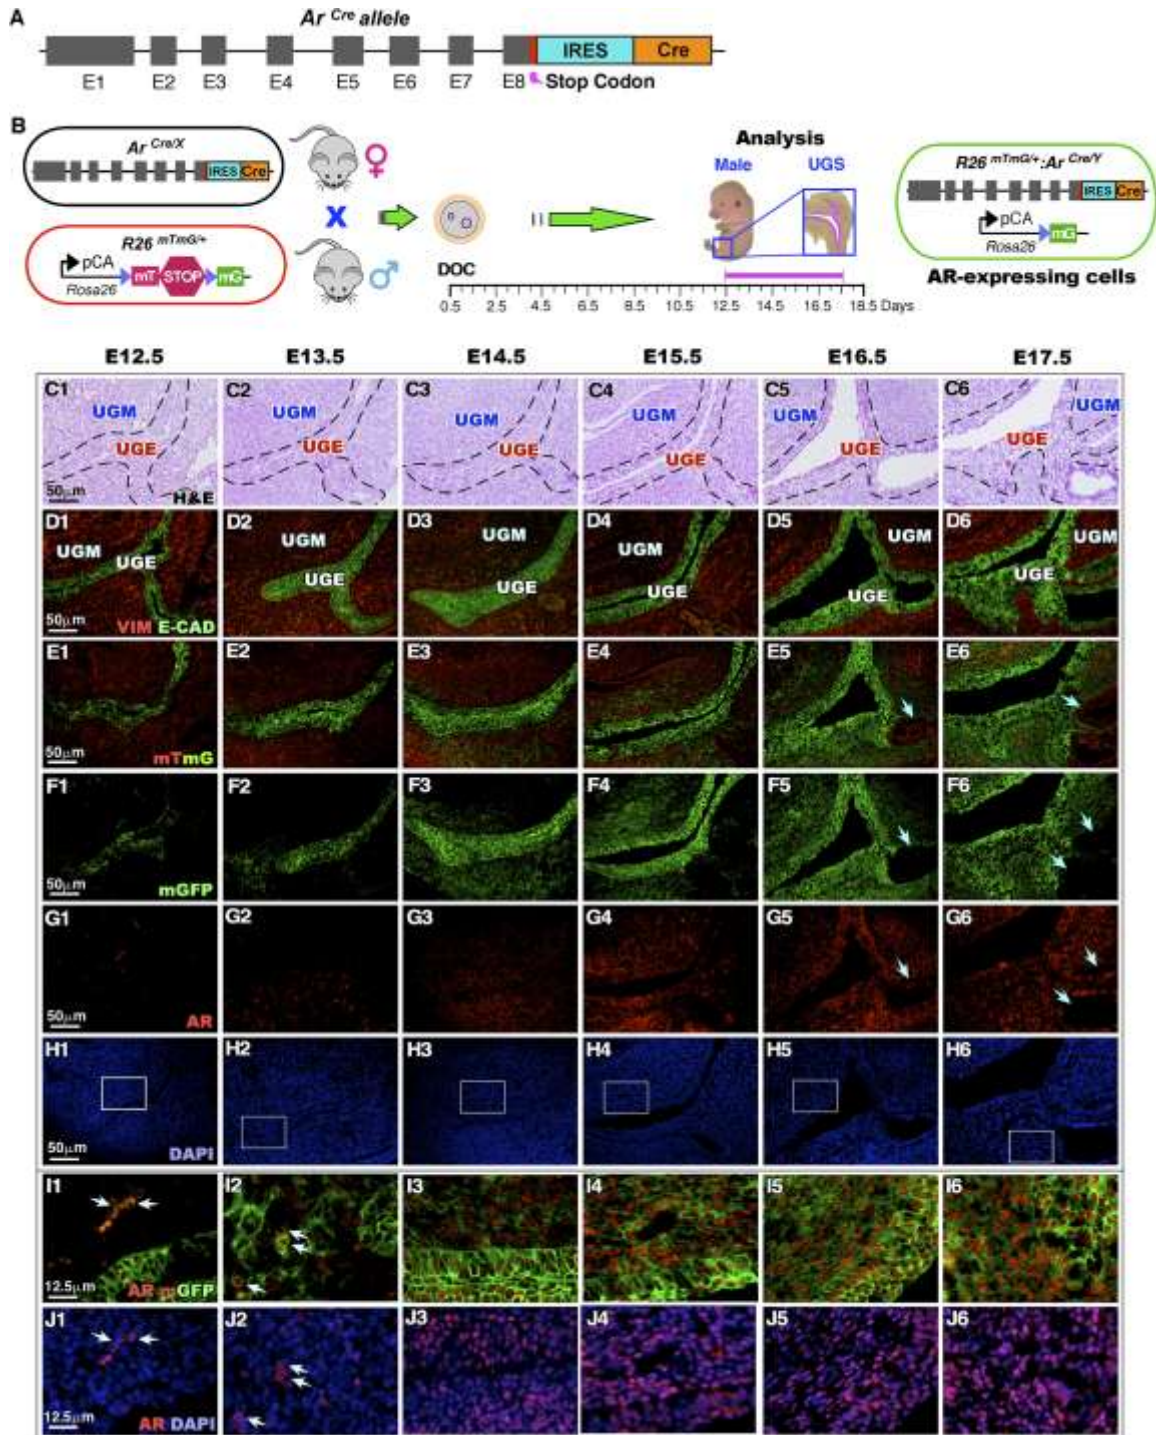 A
Ar Cre allele
IRES Cre
E1 E2 E3 E4 E5 E6 E7 E8 Stop Codon
B
Ar Cre/X
IRES Cre
X
R26 mTmG/+
pCA
Rosa26 mT STOP mG
DOC
0.5 2.5 4.5 6.5 8.5 10.5 12.5 14.5 16.5 18.5 Days
Analysis
Male UGS
R26 mTmG/+:Ar Cre/Y
IRES Cre
pCA
Rosa26 mG
AR-expressing cells
E12.5 E13.5 E14.5 E15.5 E16.5 E17.5
C1 UGM UGE H&E 50μm
C2 UGM UGE
C3 UGM UGE
C4 UGM UGE
C5 UGM UGE
C6 UGM UGE
D1 UGM UGE VIM E-CAD
D2 UGM UGE
D3 UGM UGE
D4 UGM UGE
D5 UGM UGE
D6 UGM UGE
50μm
E1 E2 E3 E4 E5 E6
50μm mTmG
F1 F2 F3 F4 F5 F6
50μm mGFP
G1 G2 G3 G4 G5 G6
50μm AR
H1 H2 H3 H4 H5 H6
50μm DAPI
I1 I2 I3 I4 I5 I6
12.5μm AR mGFP
J1 J2 J3 J4 J5 J6
12.5μm AR DAPI